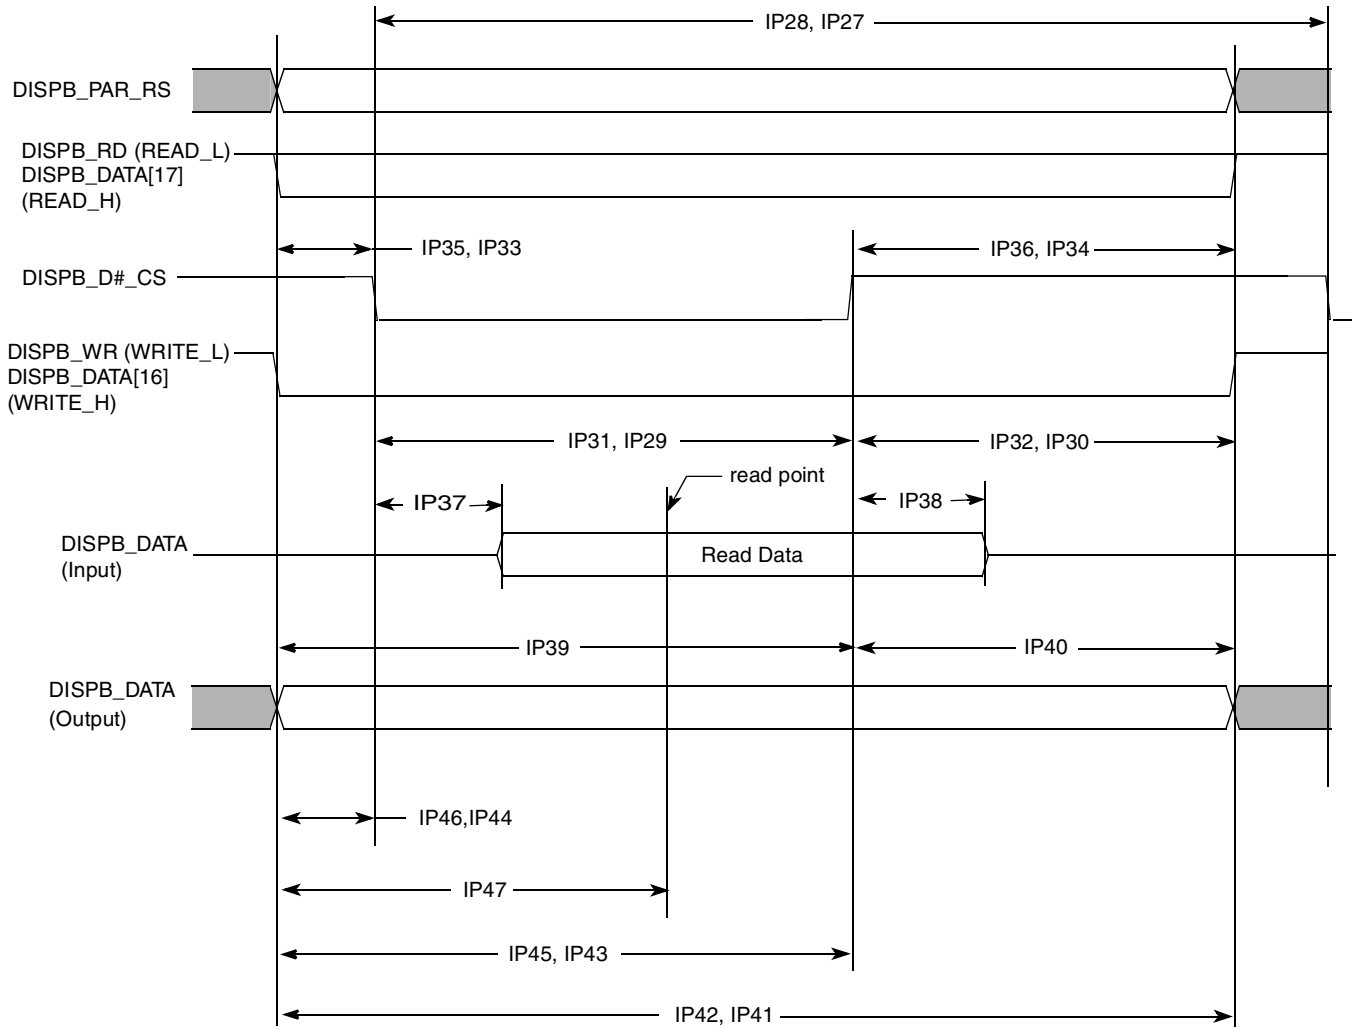 IP28, IP27
DISPB_PAR_RS
DISPB_RD (READ_L)
DISPB_DATA[17]
(READ_H)
IP35, IP33
IP36, IP34
DISPB_D#_CS
DISPB_WR (WRITE_L)
DISPB_DATA[16]
(WRITE_H)
IP31, IP29
IP32, IP30
read point
IP37
IP38
DISPB_DATA
(Input)
Read Data
IP39
IP40
DISPB_DATA
(Output)
IP46,IP44
IP47
IP45, IP43
IP42, IP41